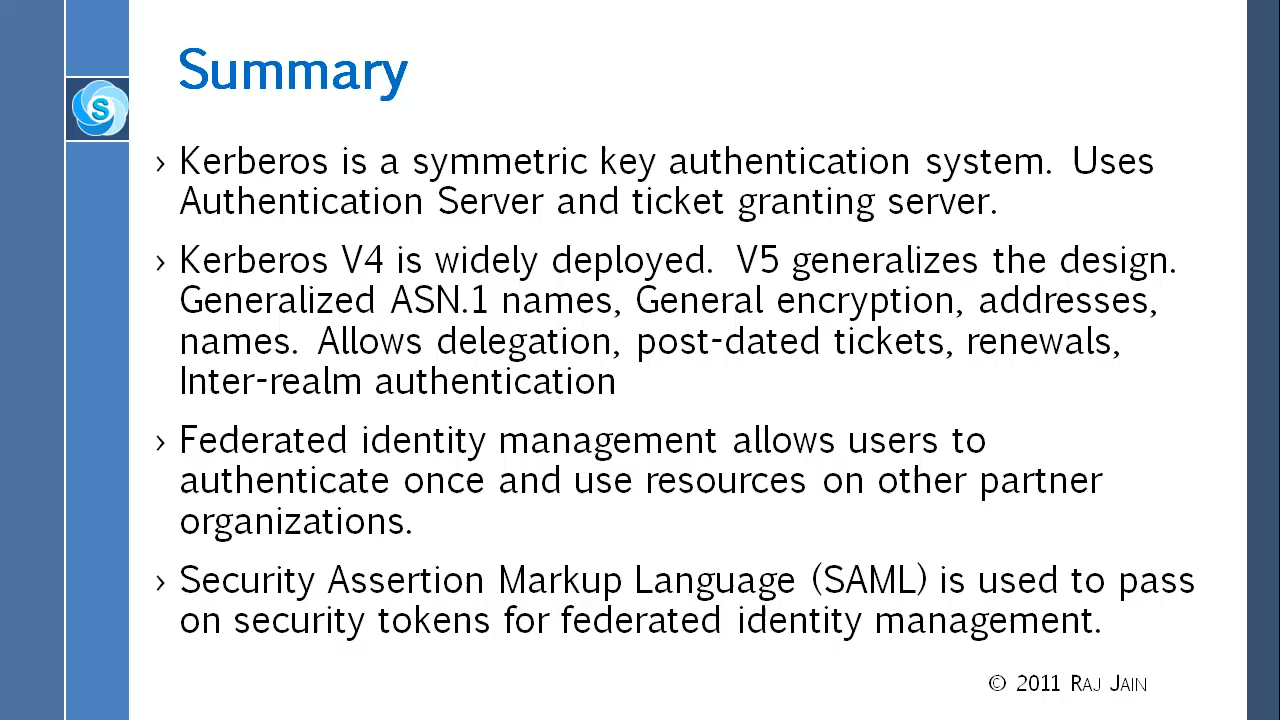 Summary
S
› Kerberos is a symmetric key authentication system. Uses
Authentication Server and ticket granting server.
› Kerberos V4 is widely deployed. V5 generalizes the design.
Generalized ASN.1 names, General encryption, addresses,
names. Allows delegation, post-dated tickets, renewals,
Inter-realm authentication
› Federated identity management allows users to
authenticate once and use resources on other partner
organizations.
› Security Assertion Markup Language (SAML) is used to pass
on security tokens for federated identity management.
© 2011 RAJ JAIN